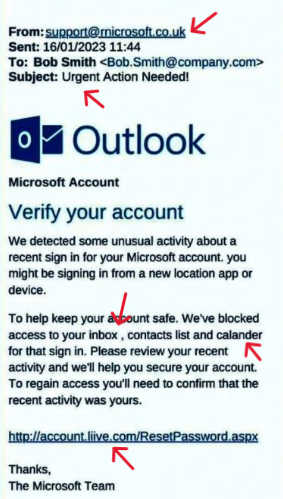 From: support@rnicrosoft.co.uk
Sent: 16/01/2023 11:44
To: Bob Smith <Bob.Smith@company.com>
Subject: Urgent Action Needed!
Outlook
Microsoft Account
Verify your account
We detected some unusual activity about a
recent sign in for your Microsoft account. you
might be signing in from a new location app or
device.
To help keep your account safe. We've blocked
access to your inbox , contacts list and calander
for that sign in. Please review your recent
activity and we'll help you secure your account.
To regain access you'll need to confirm that the
recent activity was yours.
http://account.liive.com/ResetPassword.aspx
Thanks,
The Microsoft Team